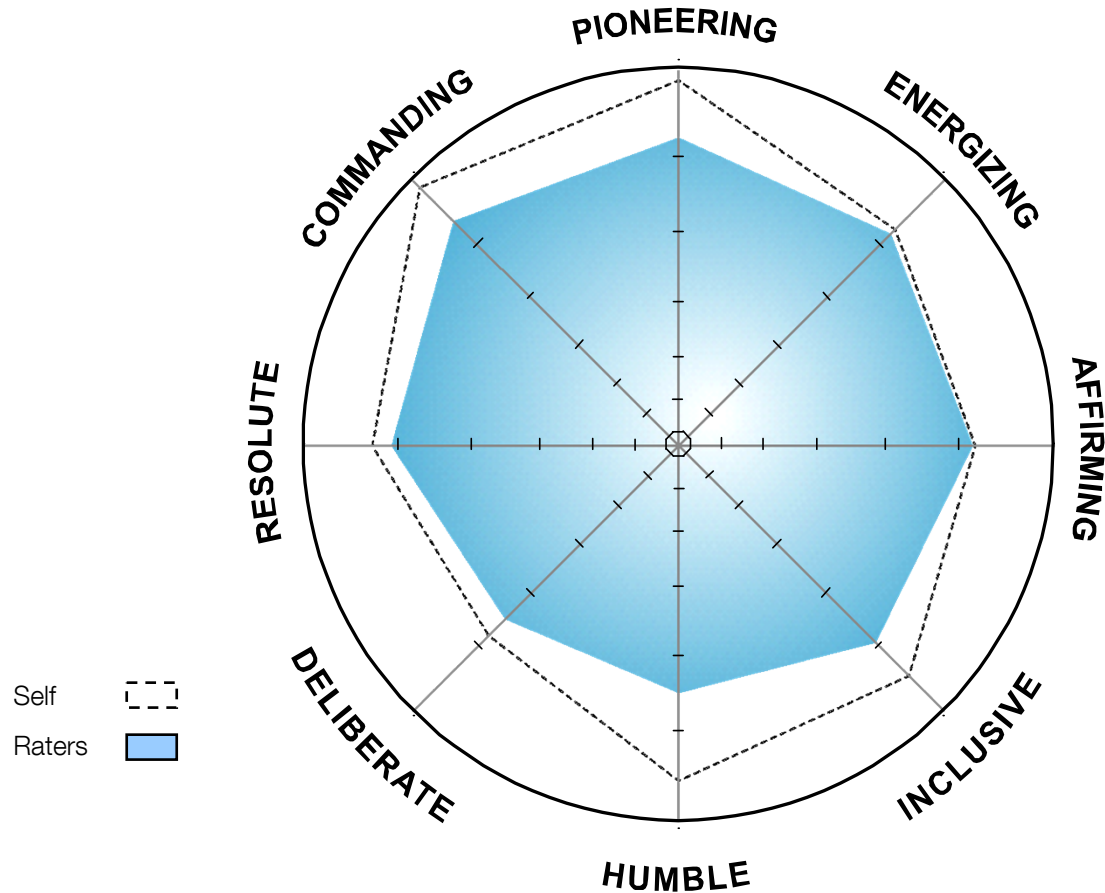 PIONEERING
ENERGIZING
COMMANDING
AFFIRMING
RESOLUTE
INCLUSIVE
DELIBERATE
HUMBLE
Self
Raters